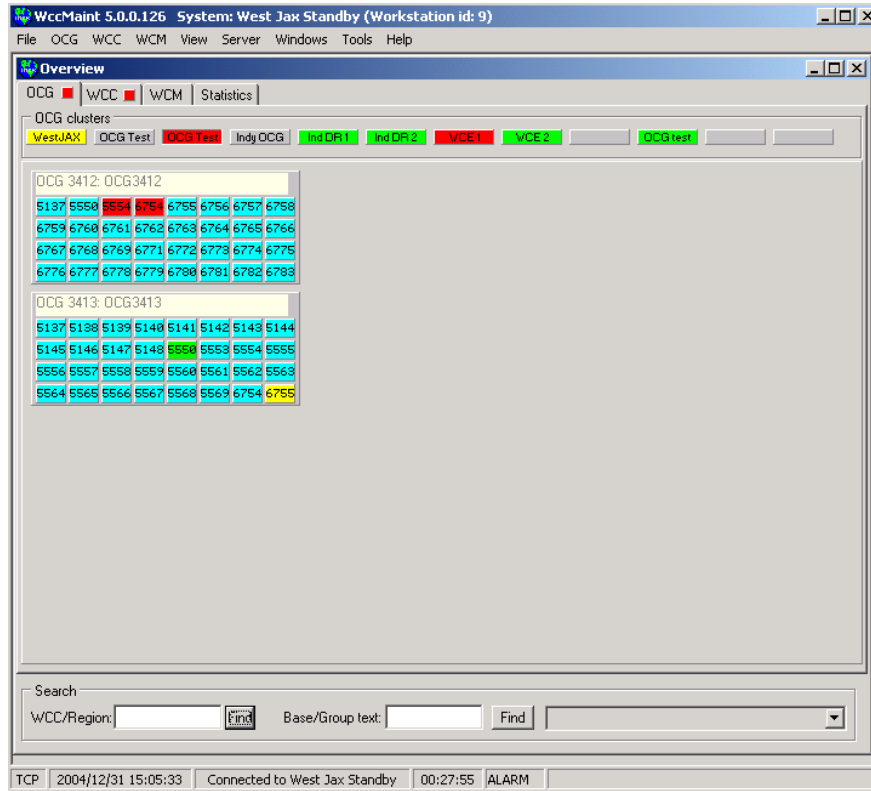 WccMaint 5.0.0.126 System: West Jax Standby (Workstation id: 9)
File OCG WCC WCM View Server Windows Tools Help
Overview
OCG WCC WCM Statistics
OCG clusters
WestJAX OCG Test OCG Test Indy OCG Ind DR 1 Ind DR 2 WCE 1 WCE 2 OCG test
OCG 3412: OCG3412
5137 5550 5554 6754 6755 6756 6757 6758
6759 6760 6761 6762 6763 6764 6765 6766
6767 6768 6769 6771 6772 6773 6774 6775
6776 6777 6778 6779 6780 6781 6782 6783
OCG 3413: OCG3413
5137 5138 5139 5140 5141 5142 5143 5144
5145 5146 5147 5148 5550 5553 5554 5555
5556 5557 5558 5559 5560 5561 5562 5563
5564 5565 5566 5567 5568 5569 6754 6755
Search
WCC/Region: Find Base/Group text: Find
TCP 2004/12/31 15:05:33 Connected to West Jax Standby 00:27:55 ALARM